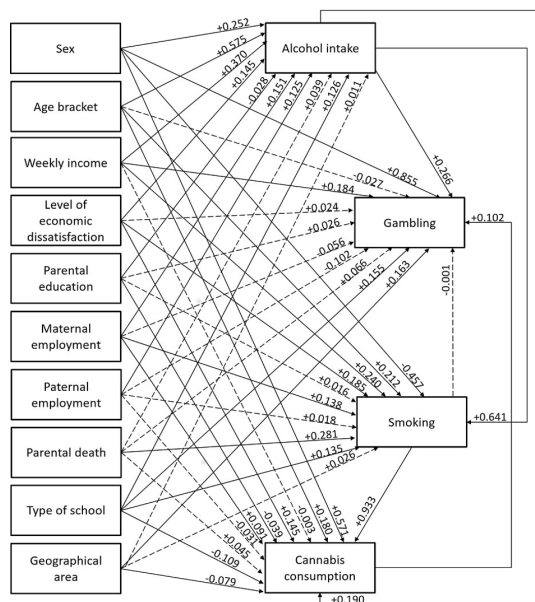 Sex
Age bracket
Weekly income
Level of
economic
dissatisfaction
Parental
education
Maternal
employment
Paternal
employment
Parental death
Type of school
Geographical
area
Alcohol intake
Gambling
Smoking
Cannabis
consumption
+0.252
+0.575
+0.370
+0.145
-0.028
+0.151
+0.125
+0.039
+0.126
+0.011
+0.266
+0.855
-0.027
+0.184
+0.024
+0.026
-0.056
-0.102
+0.066
+0.155
+0.163
+0.102
-0.001
-0.457
+0.212
+0.240
+0.185
+0.016
+0.138
+0.018
+0.281
+0.135
+0.026
+0.641
+0.933
+0.571
+0.180
-0.003
+0.145
-0.039
+0.091
-0.031
+0.045
-0.109
-0.079
+0.190